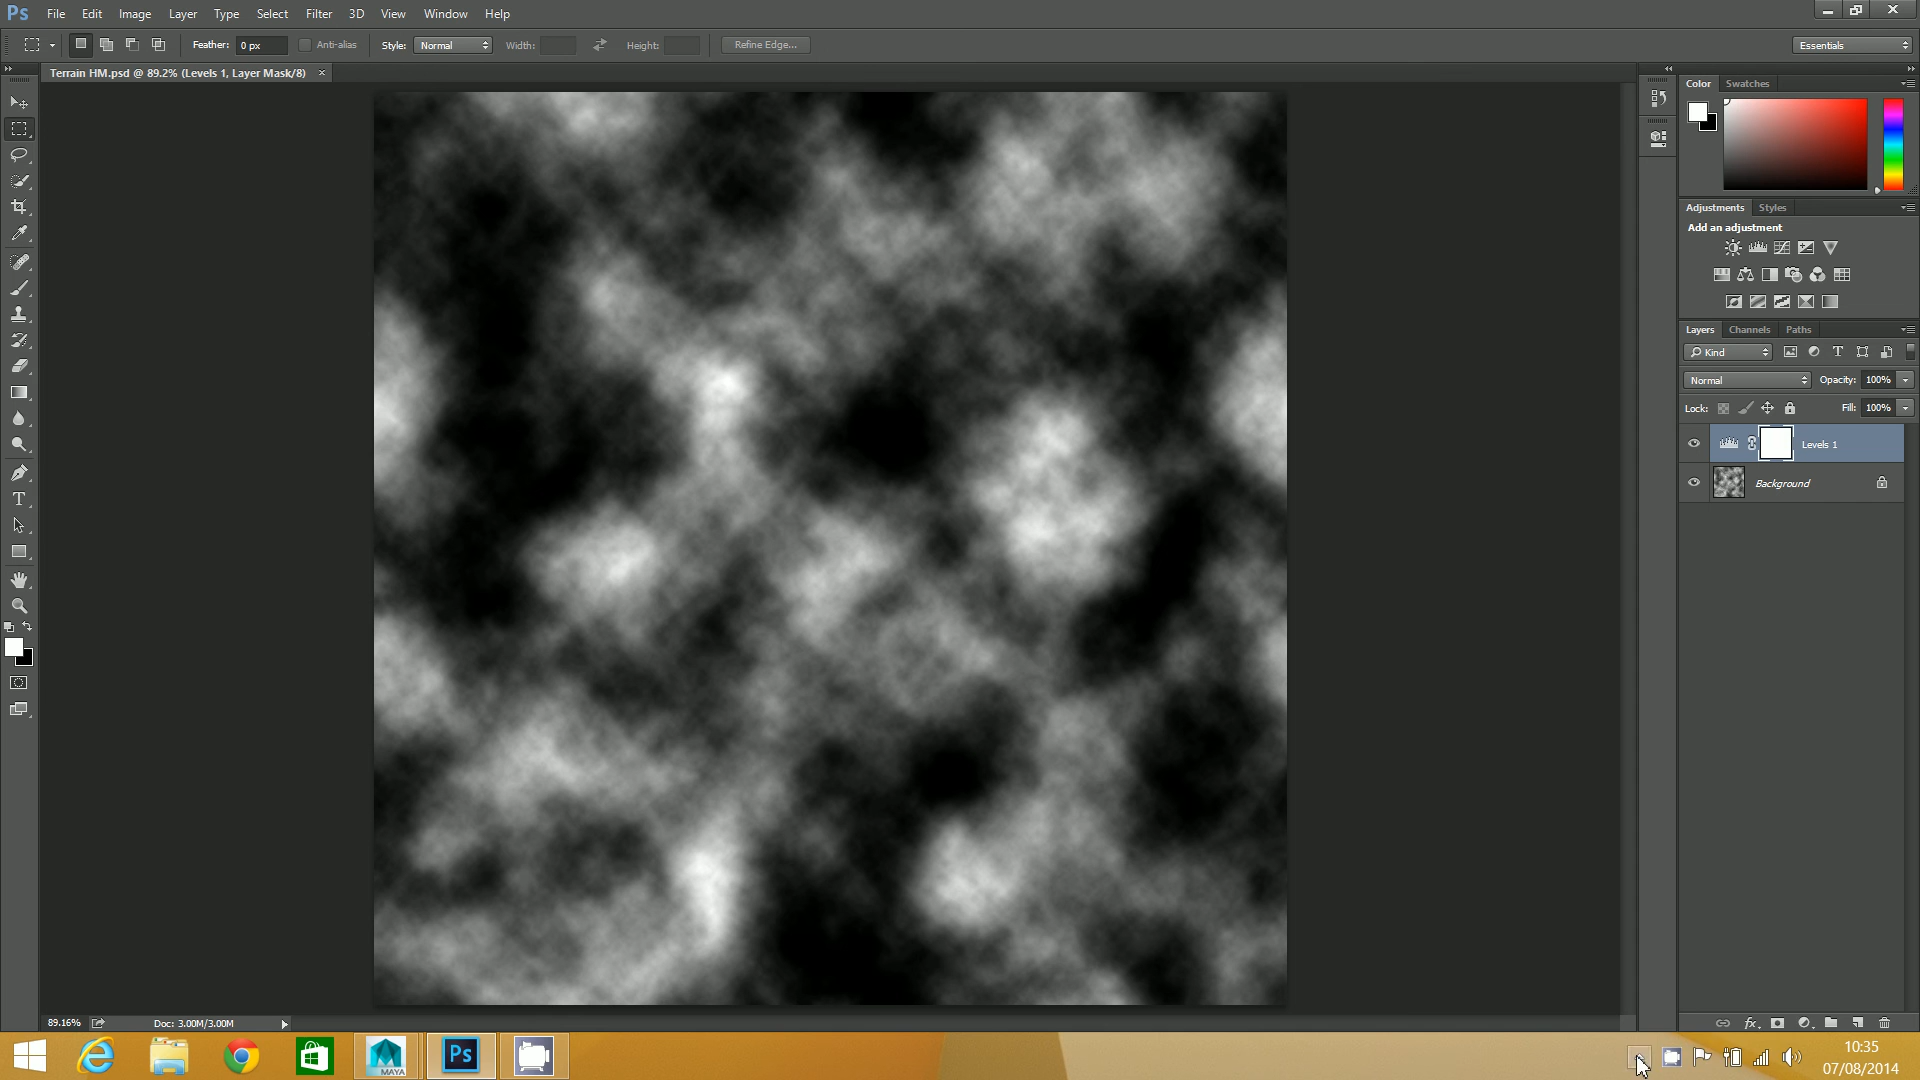 Ps File Edit Image Layer Type Select Filter 3D View Window Help
Feather: 0 px Anti-alias Style: Normal Width: Height: Refine Edge... Essentials
Terrain HM.psd @ 89.2% (Levels 1, Layer Mask/8) ×
Color Swatches
Adjustments Styles
Add an adjustment
Layers Channels Paths
Kind
Normal Opacity: 100%
Lock: Fill: 100%
Levels 1
Background
T
89.16% Doc: 3.00M/3.00M
fx
MAYA
Ps
10:35
07/08/2014